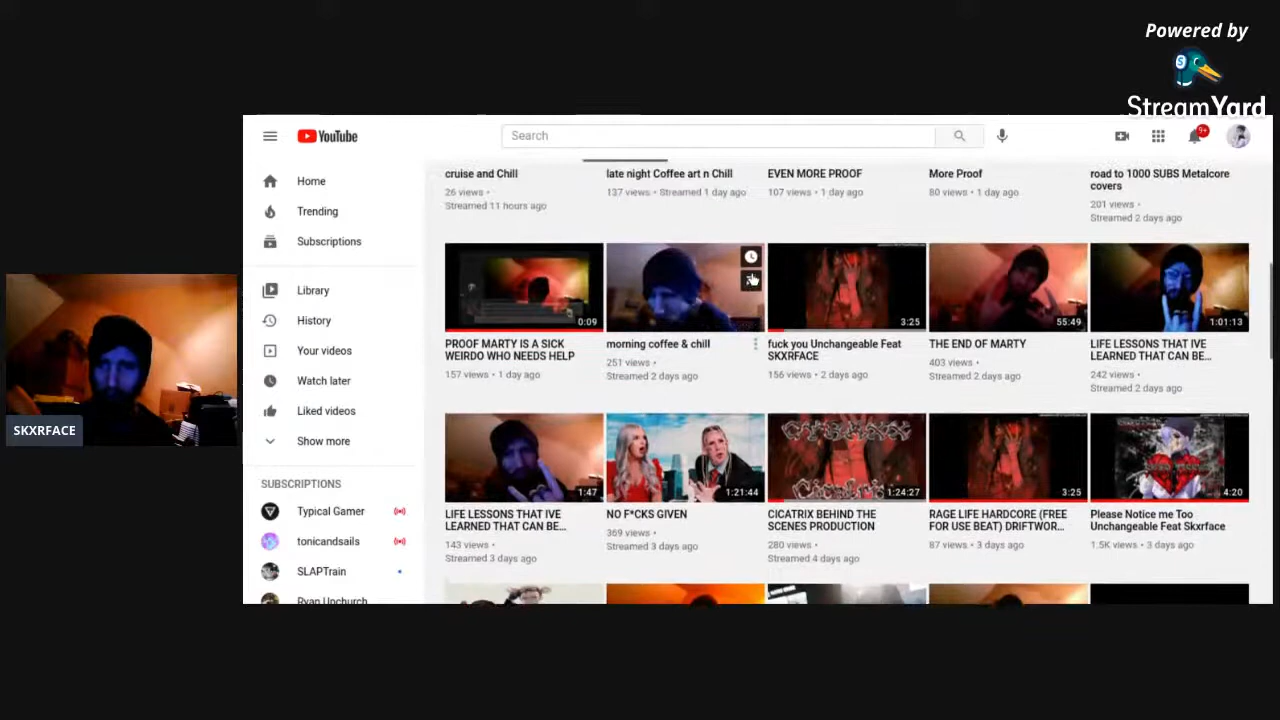 Powered by
StreamYard
YouTube
Search
9+
Home
Trending
Subscriptions
Library
History
Your videos
Watch later
Liked videos
Show more
SUBSCRIPTIONS
Typical Gamer
tonicandsails
SLAPTrain
Ryan Upchurch
SKXRFACE
cruise and Chill
26 views •
Streamed 11 hours ago
late night Coffee art n Chill
137 views • Streamed 1 day ago
EVEN MORE PROOF
107 views • 1 day ago
More Proof
80 views • 1 day ago
road to 1000 SUBS Metalcore
covers
201 views •
Streamed 2 days ago
0:09
PROOF MARTY IS A SICK
WEIRDO WHO NEEDS HELP
157 views • 1 day ago
morning coffee & chill
251 views •
Streamed 2 days ago
3:25
fuck you Unchangeable Feat
SKXRFACE
156 views • 2 days ago
55:49
THE END OF MARTY
403 views •
Streamed 2 days ago
1:01:13
LIFE LESSONS THAT IVE
LEARNED THAT CAN BE...
242 views •
Streamed 2 days ago
1:47
LIFE LESSONS THAT IVE
LEARNED THAT CAN BE...
143 views •
Streamed 3 days ago
1:21:44
NO F*CKS GIVEN
369 views •
Streamed 3 days ago
Cicatrix
1:24:27
CICATRIX BEHIND THE
SCENES PRODUCTION
280 views •
Streamed 4 days ago
3:25
RAGE LIFE HARDCORE (FREE
FOR USE BEAT) DRIFTWOR...
87 views • 3 days ago
4:20
Please Notice me Too
Unchangeable Feat Skxrface
1.5K views • 3 days ago